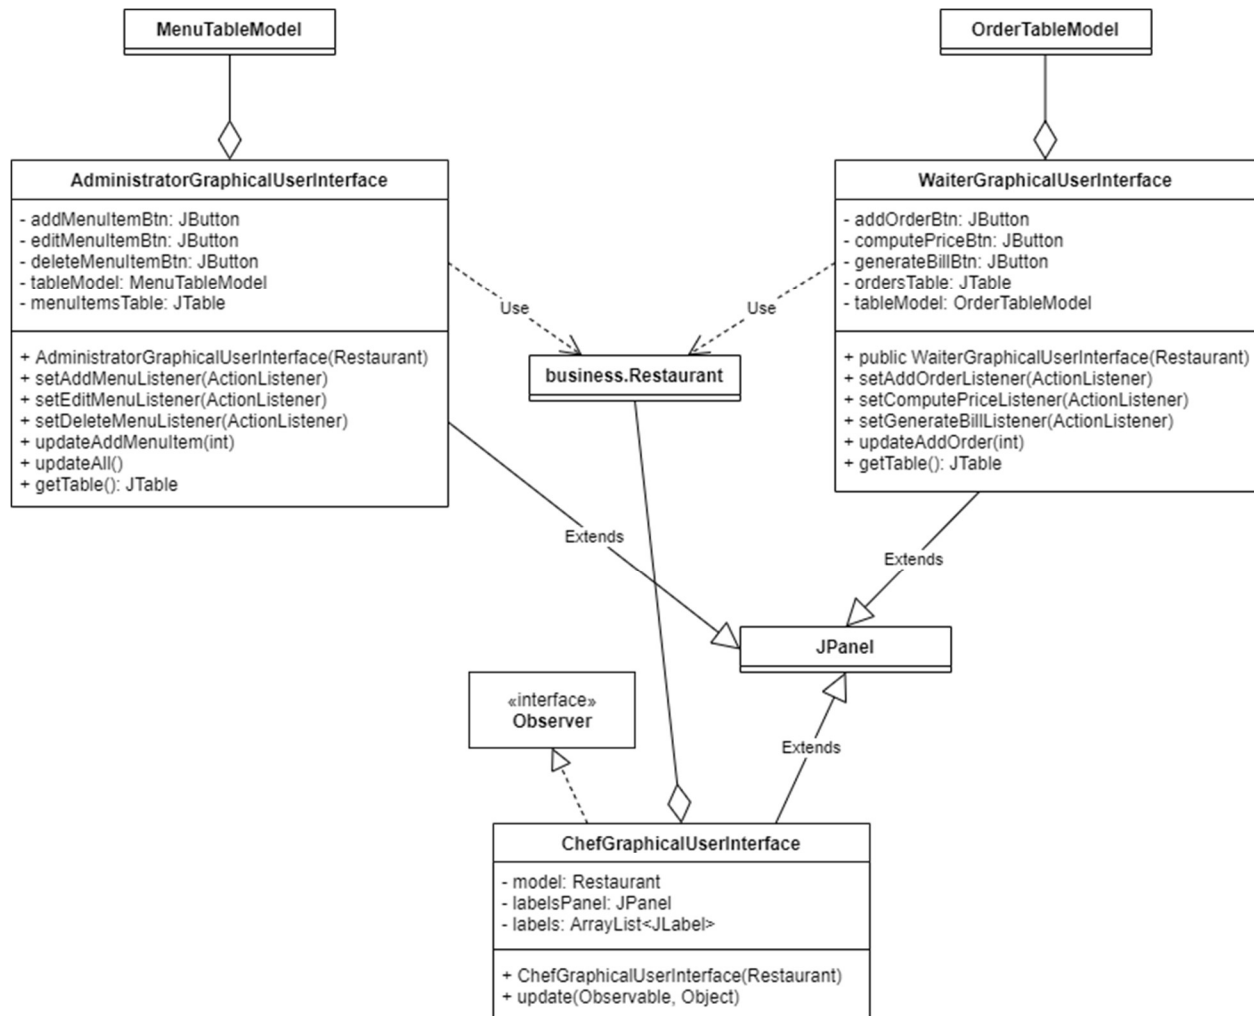 MenuTableModel
OrderTableModel
AdministratorGraphicalUserInterface
- addMenuItemBtn: JButton
- editMenuItemBtn: JButton
- deleteMenuItemBtn: JButton
- tableModel: MenuTableModel
- menuItemsTable: JTable
+ AdministratorGraphicalUserInterface(Restaurant)
+ setAddMenuListener(ActionListener)
+ setEditMenuListener(ActionListener)
+ setDeleteMenuListener(ActionListener)
+ updateAddMenuItem(int)
+ updateAll()
+ getTable(): JTable
WaiterGraphicalUserInterface
- addOrderBtn: JButton
- computePriceBtn: JButton
- generateBillBtn: JButton
- ordersTable: JTable
- tableModel: OrderTableModel
+ public WaiterGraphicalUserInterface(Restaurant)
+ setAddOrderListener(ActionListener)
+ setComputePriceListener(ActionListener)
+ setGenerateBillListener(ActionListener)
+ updateAddOrder(int)
+ getTable(): JTable
Use
Use
business.Restaurant
Extends
Extends
JPanel
«interface»
Observer
Extends
ChefGraphicalUserInterface
- model: Restaurant
- labelsPanel: JPanel
- labels: ArrayList<JLabel>
+ ChefGraphicalUserInterface(Restaurant)
+ update(Observable, Object)